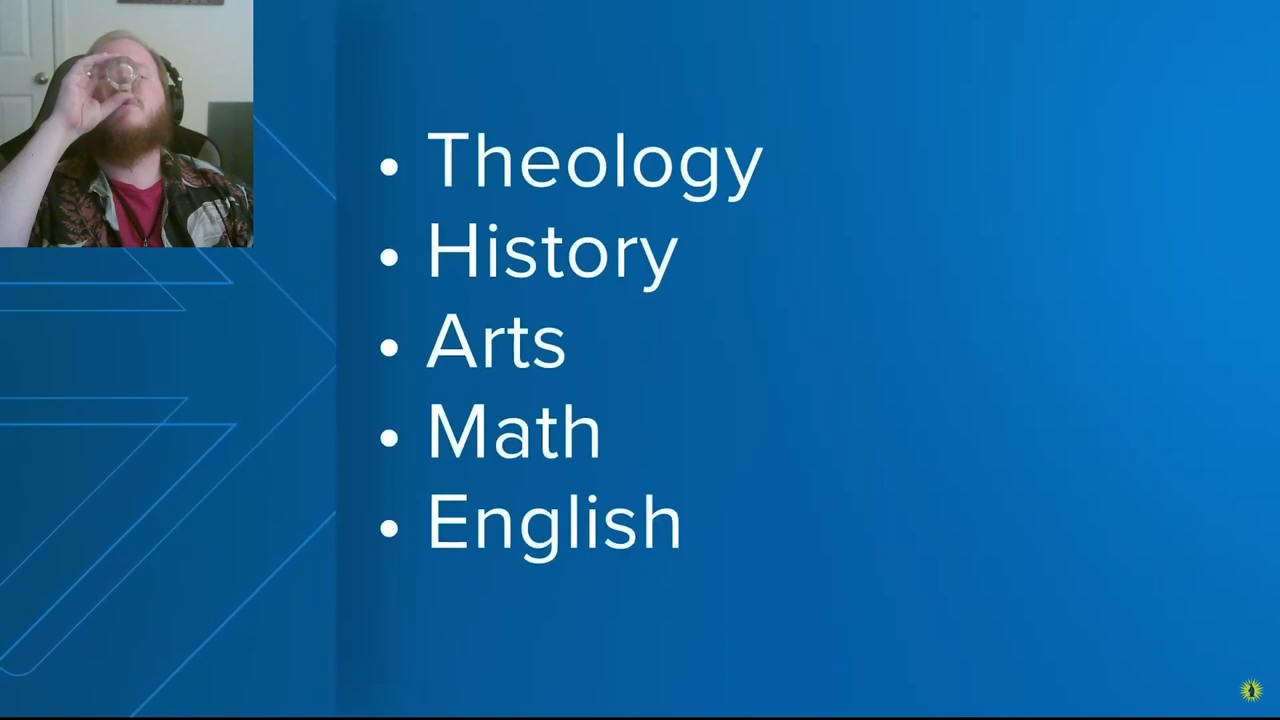 • Theology
• History
• Arts
• Math
• English